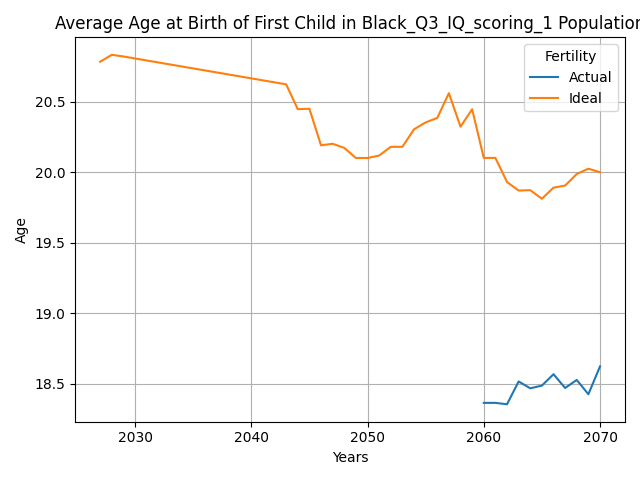 Average Age at Birth of First Child in Black_Q3_IQ_scoring_1 Population
Fertility
Actual
Ideal
20.5
20.0
19.5
19.0
18.5
Age
2030 2040 2050 2060 2070
Years